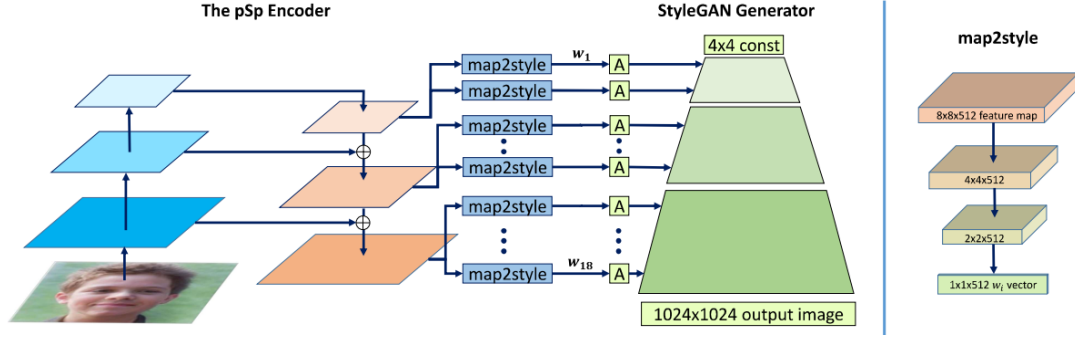 The pSp Encoder
StyleGAN Generator
map2style
w₁
A
4x4 const
map2style
A
map2style
A
map2style
A
map2style
A
map2style
w₁₈
A
1024x1024 output image
map2style
8x8x512 feature map
4x4x512
2x2x512
1x1x512 wᵢ vector